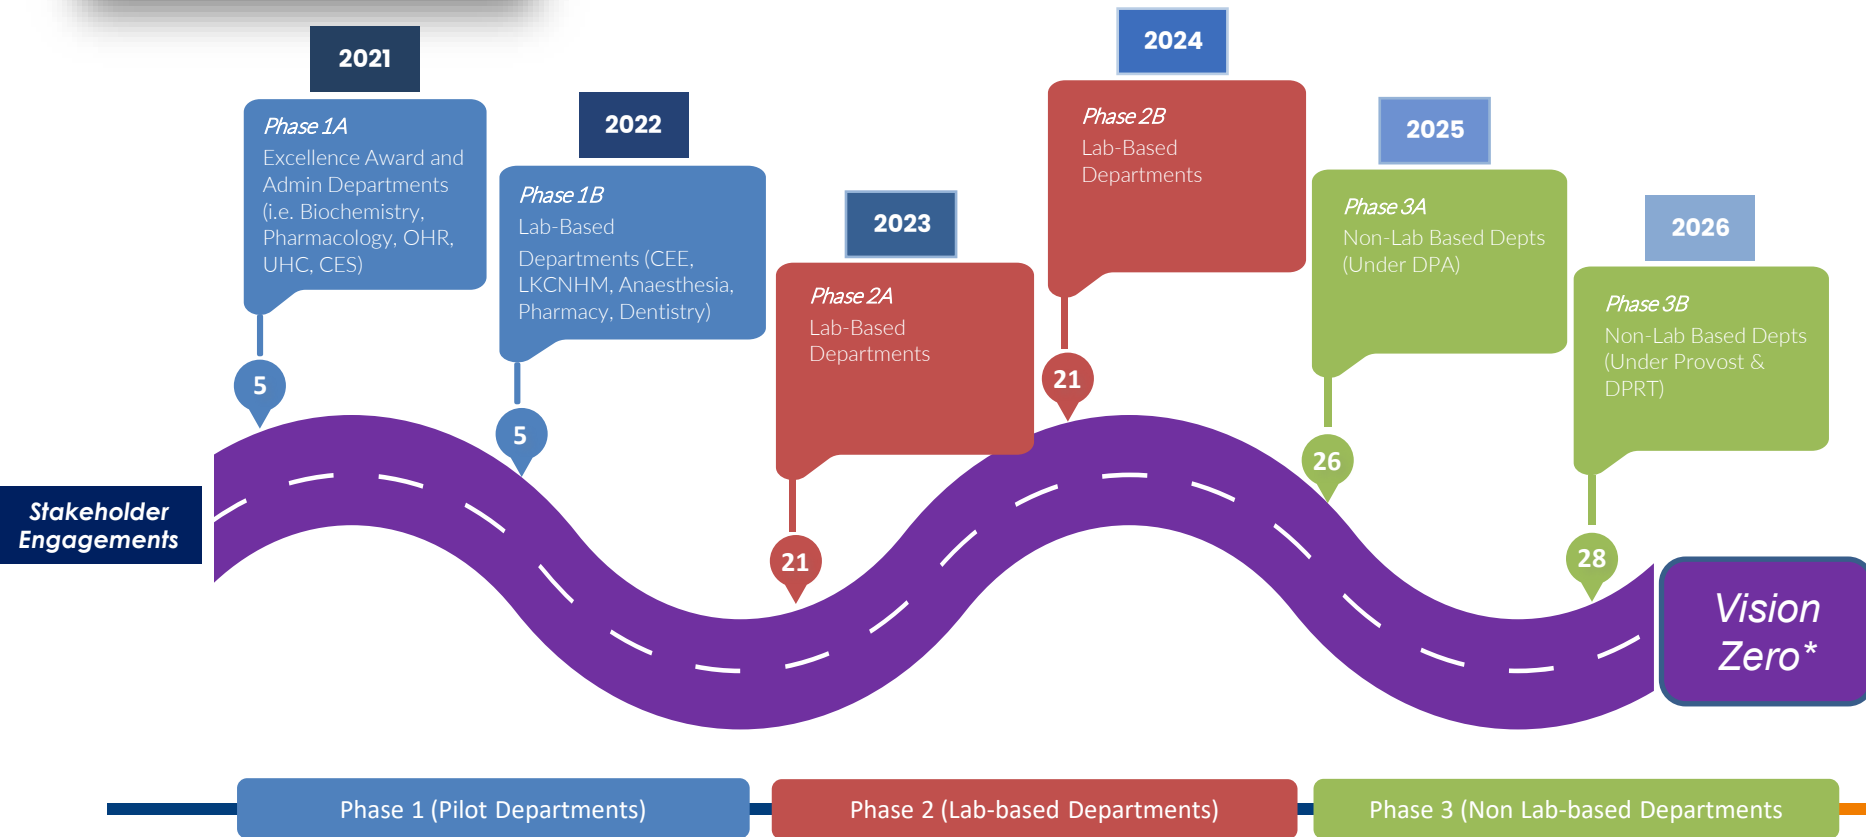 2021
Phase 1A
Excellence Award and
Admin Departments
(i.e. Biochemistry,
Pharmacology, OHR,
UHC, CES)
5
2022
Phase 1B
Lab-Based
Departments (CEE,
LKCNHM, Anaesthesia,
Pharmacy, Dentistry)
5
2023
Phase 2A
Lab-Based
Departments
21
2024
Phase 2B
Lab-Based
Departments
21
2025
Phase 3A
Non-Lab Based Depts
(Under DPA)
26
2026
Phase 3B
Non-Lab Based Depts
(Under Provost &
DPRT)
28
Stakeholder
Engagements
Vision
Zero*
Phase 1 (Pilot Departments)
Phase 2 (Lab-based Departments)
Phase 3 (Non Lab-based Departments